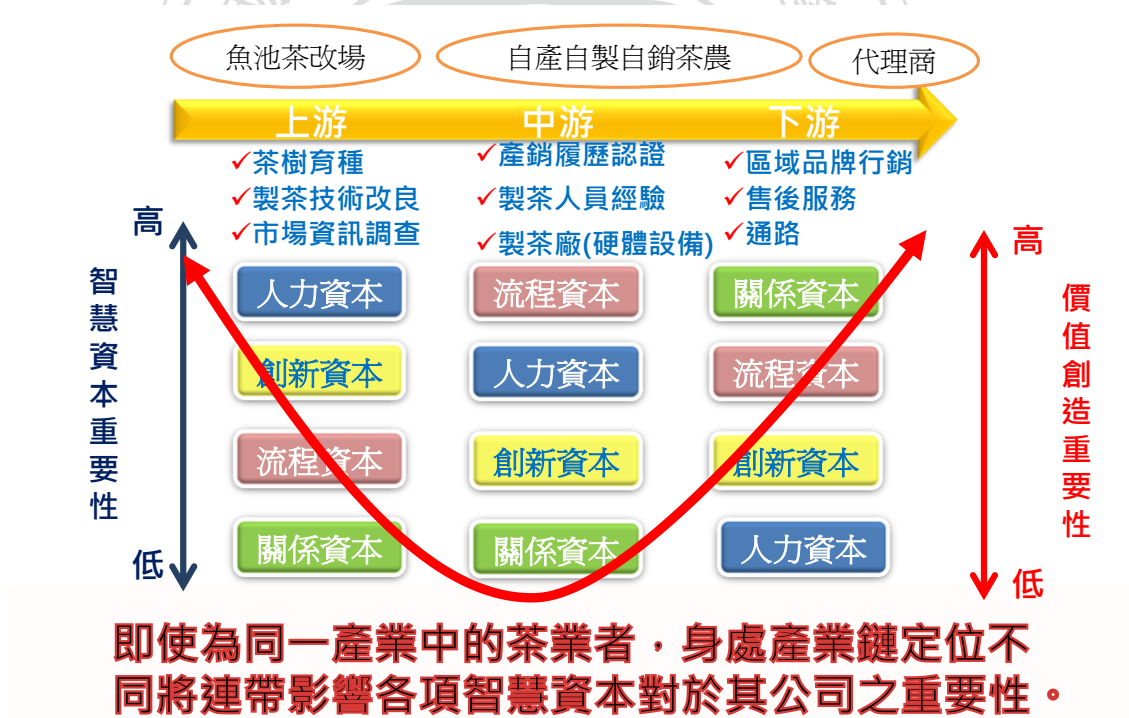 魚池茶改場
自產自製自銷茶農
代理商
上游
中游
下游
✓茶樹育種
✓製茶技術改良
✓市場資訊調查
✓產銷履歷認證
✓製茶人員經驗
✓製茶廠(硬體設備)
✓區域品牌行銷
✓售後服務
✓通路
高
智慧資本重要性
低
人力資本
創新資本
流程資本
關係資本
流程資本
人力資本
創新資本
關係資本
關係資本
流程資本
創新資本
人力資本
高
價值創造重要性
低
即使為同一產業中的茶業者，身處產業鏈定位不
同將連帶影響各項智慧資本對於其公司之重要性。